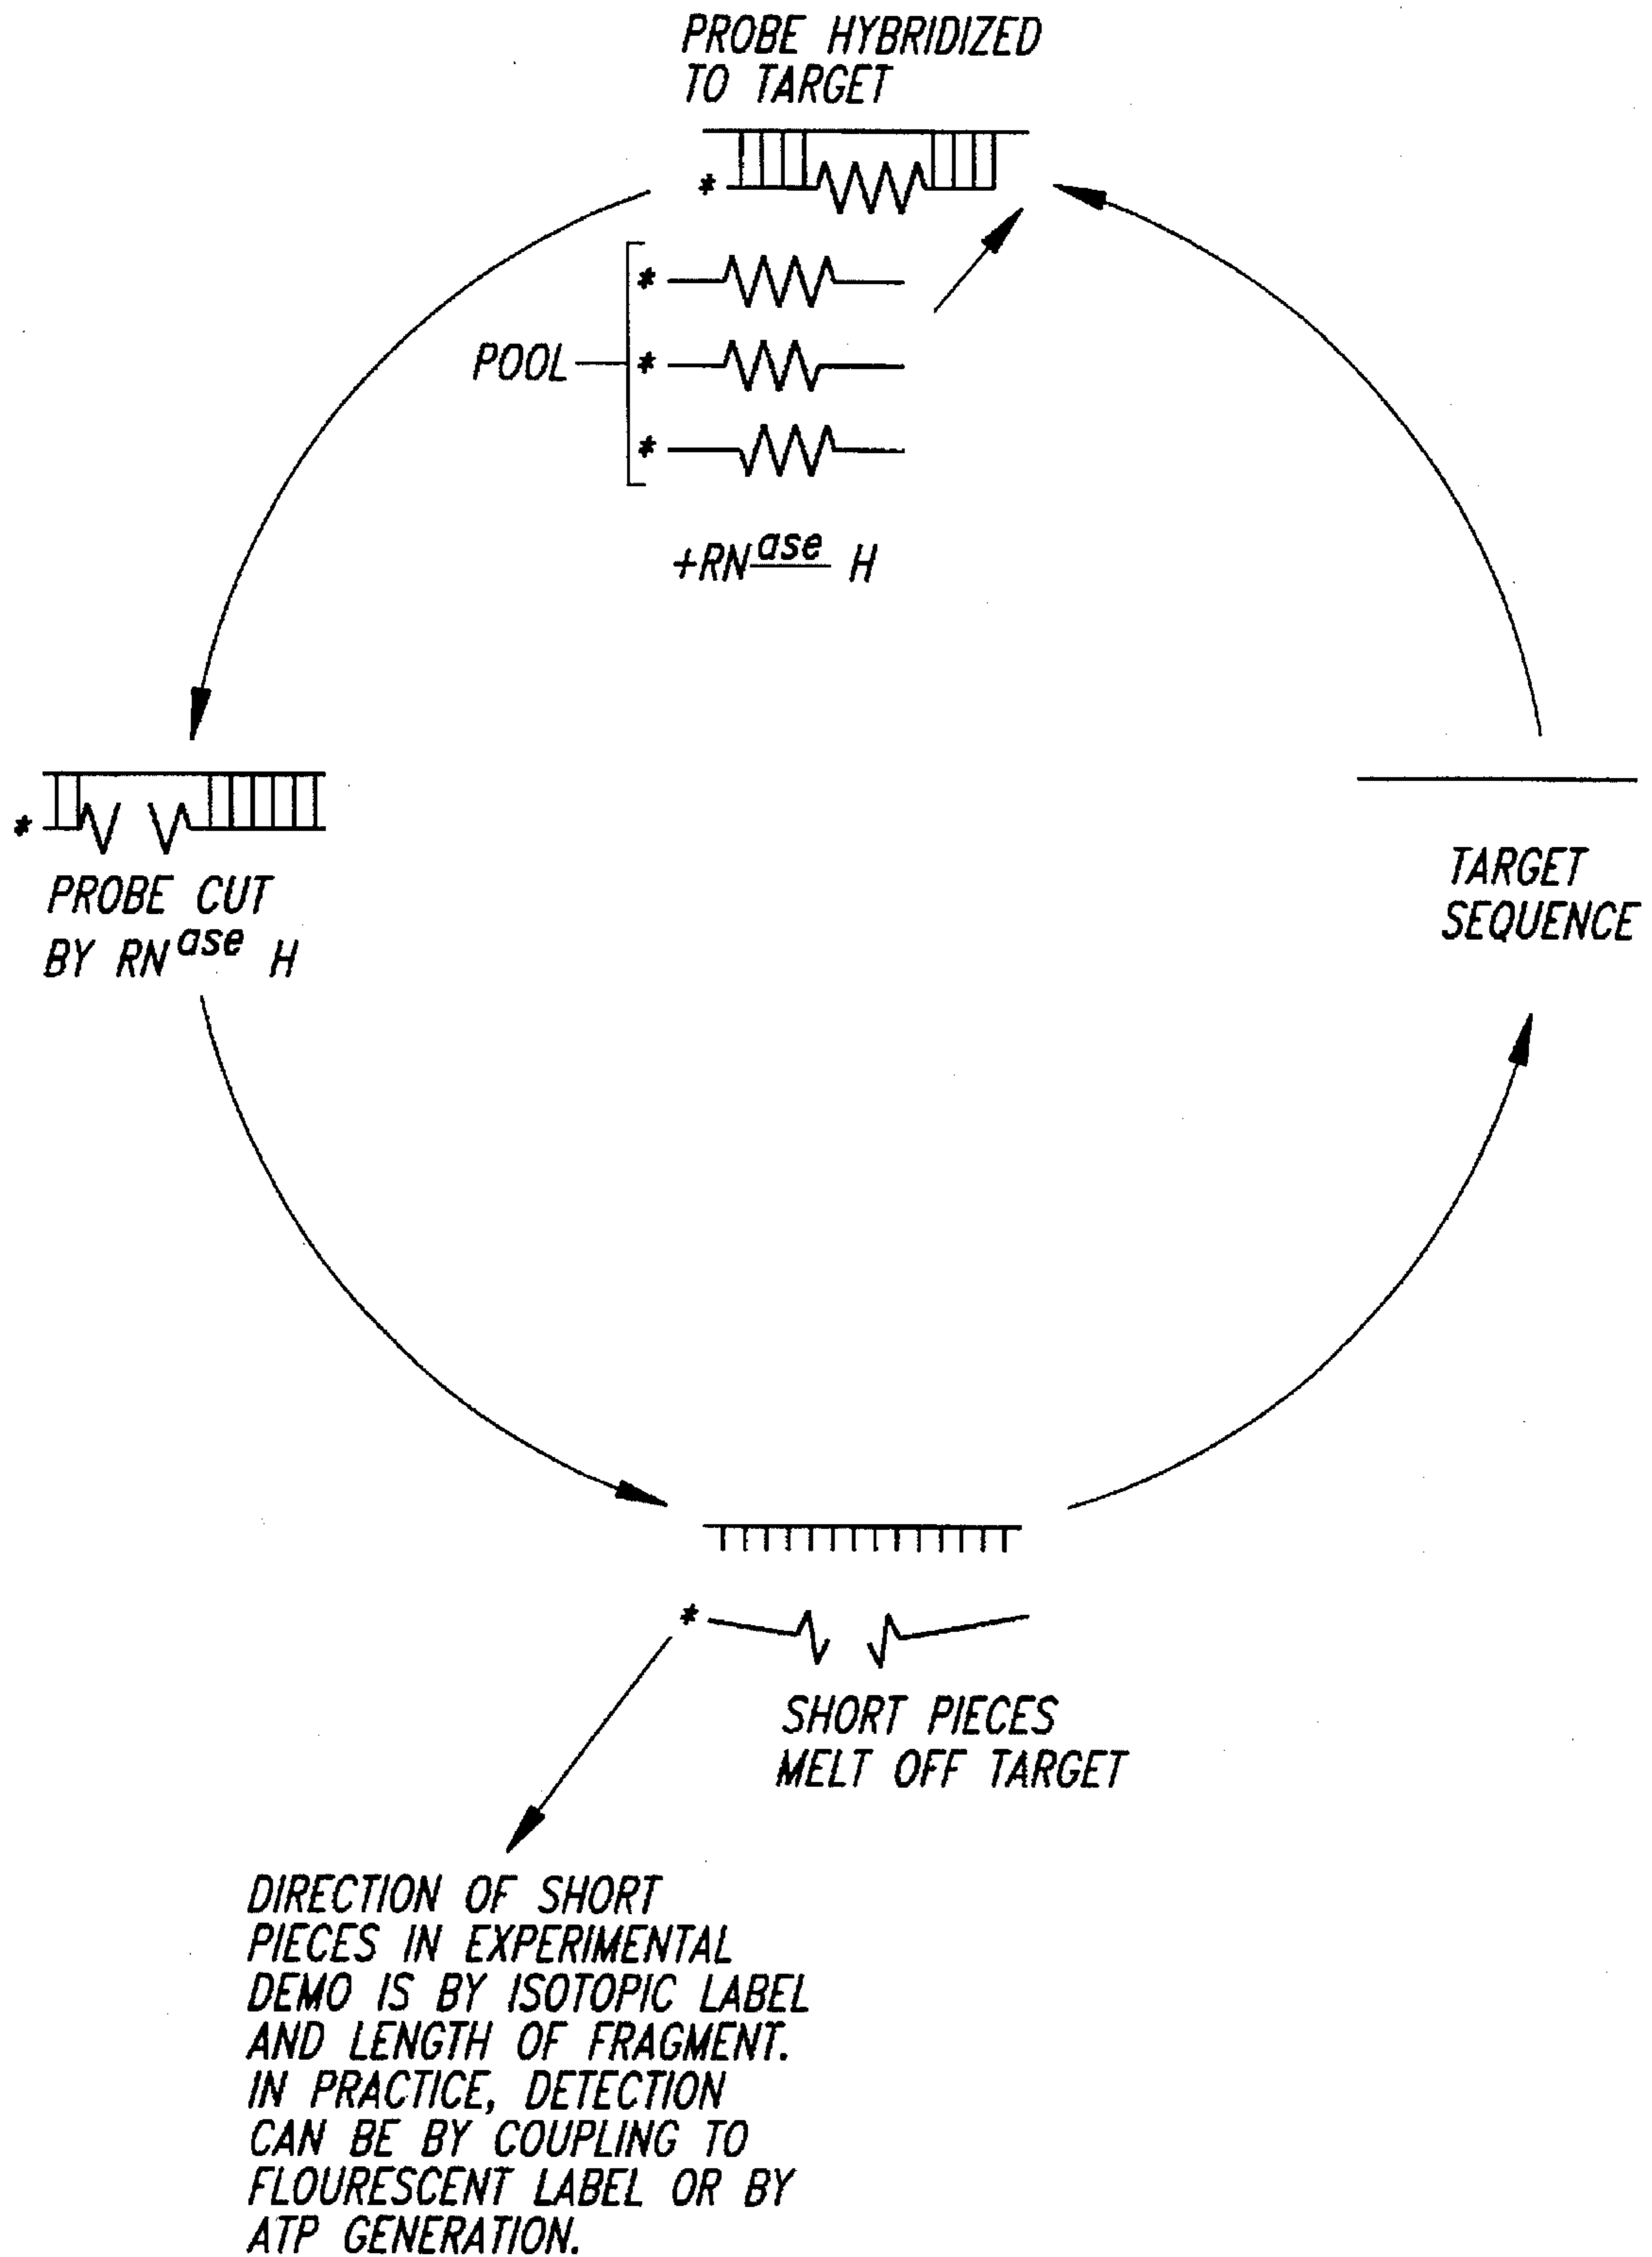 PROBE HYBRIDIZED
TO TARGET
*
POOL
*
*
*
+RNase H
*
PROBE CUT
BY RNase H
TARGET
SEQUENCE
*
SHORT PIECES
MELT OFF TARGET
DIRECTION OF SHORT
PIECES IN EXPERIMENTAL
DEMO IS BY ISOTOPIC LABEL
AND LENGTH OF FRAGMENT.
IN PRACTICE, DETECTION
CAN BE BY COUPLING TO
FLOURESCENT LABEL OR BY
ATP GENERATION.